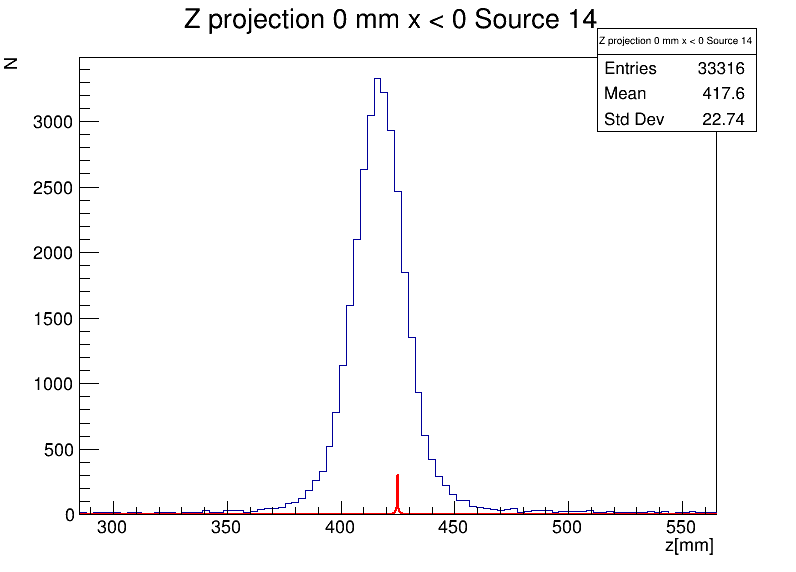 Z projection 0 mm x < 0 Source 14
Z projection 0 mm x < 0 Source 14
Entries 33316
Mean 417.6
Std Dev 22.74
N
3000
2500
2000
1500
1000
500
0
300 350 400 450 500 550
z[mm]